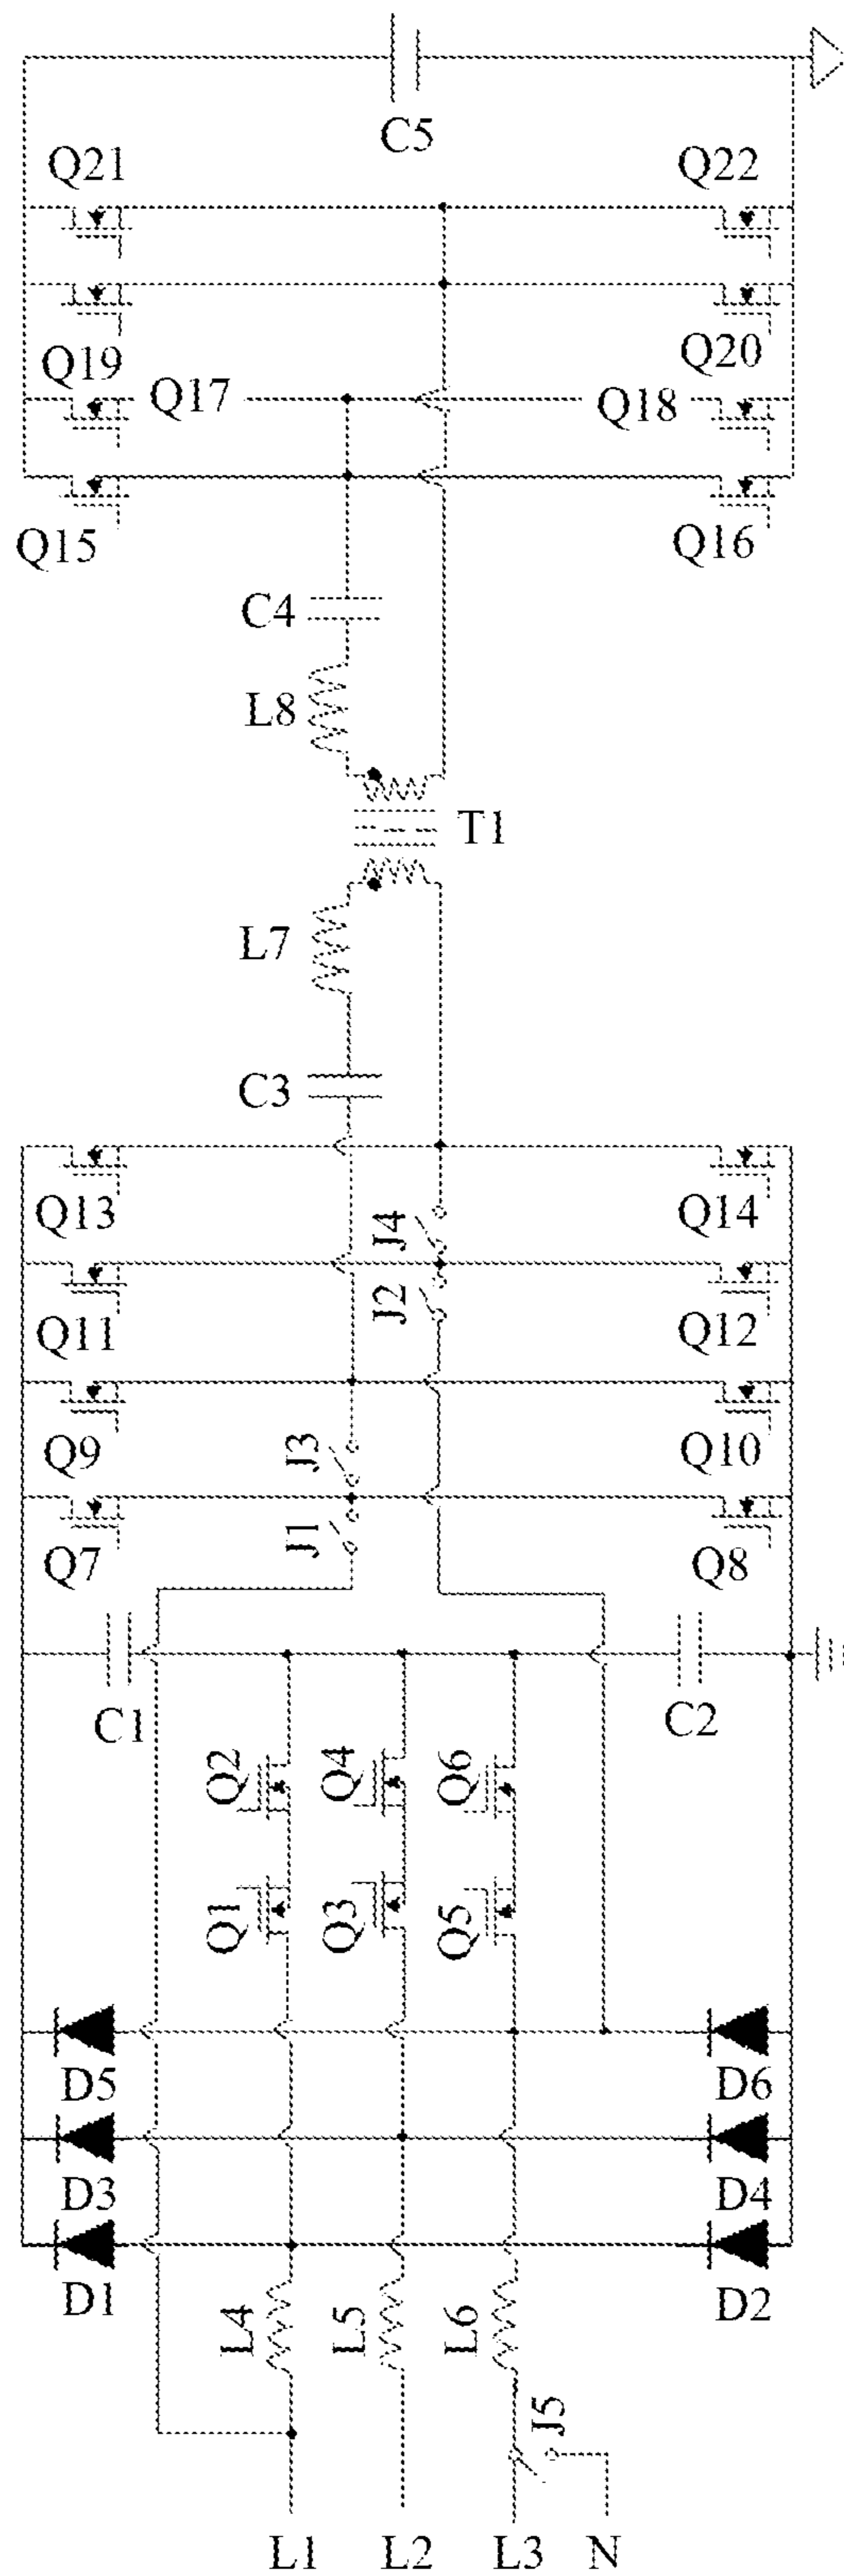 C5
Q21 Q22
Q19 Q20
Q17 Q18
Q15 Q16
C4
L8
T1
L7
C3
Q13 J4 Q14
Q11 J2 Q12
Q9 J3 Q10
Q7 J1 Q8
C1 C2
Q2 Q4 Q6
Q1 Q3 Q5
D5 D6
D3 D4
D1 D2
L4 L5 L6
J5
L1 L2 L3 N